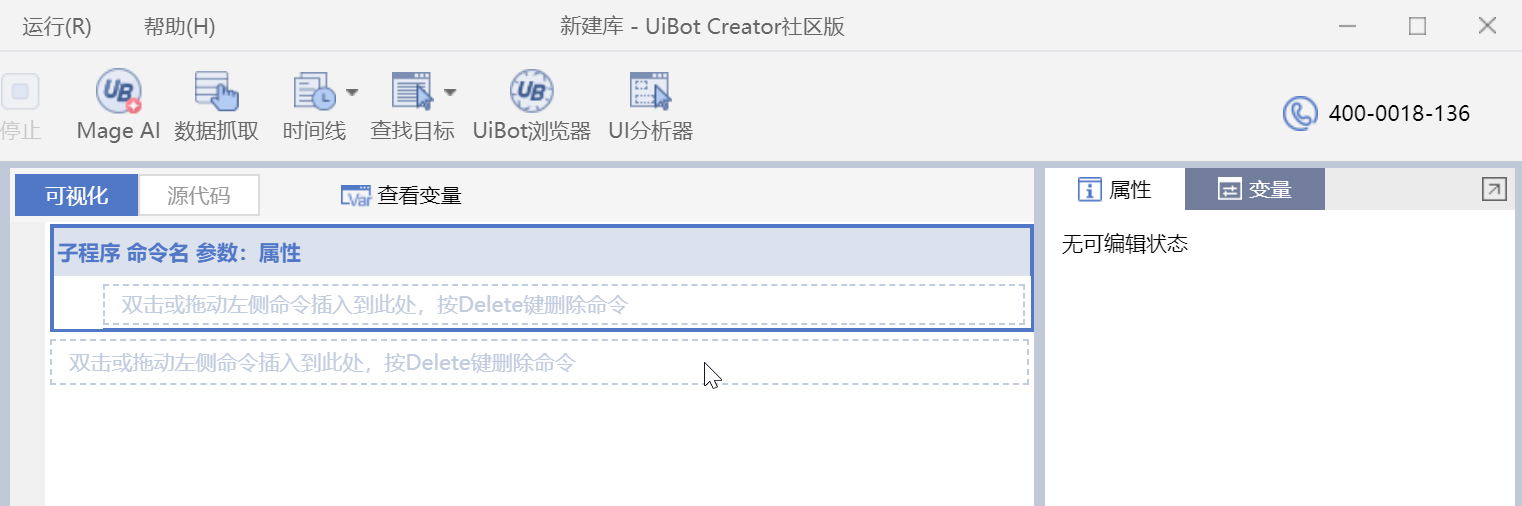 运行(R) 帮助(H) 新建库 - UiBot Creator社区版
停止 Mage AI 数据抓取 时间线 查找目标 UiBot浏览器 UI分析器 400-0018-136
可视化 源代码 查看变量 属性 变量
子程序 命令名 参数：属性
无可编辑状态
双击或拖动左侧命令插入到此处，按Delete键删除命令
双击或拖动左侧命令插入到此处，按Delete键删除命令